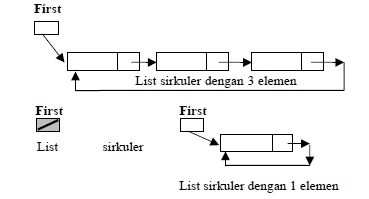 First
List sirkuler dengan 3 elemen
First
First
List sirkuler
List sirkuler dengan 1 elemen